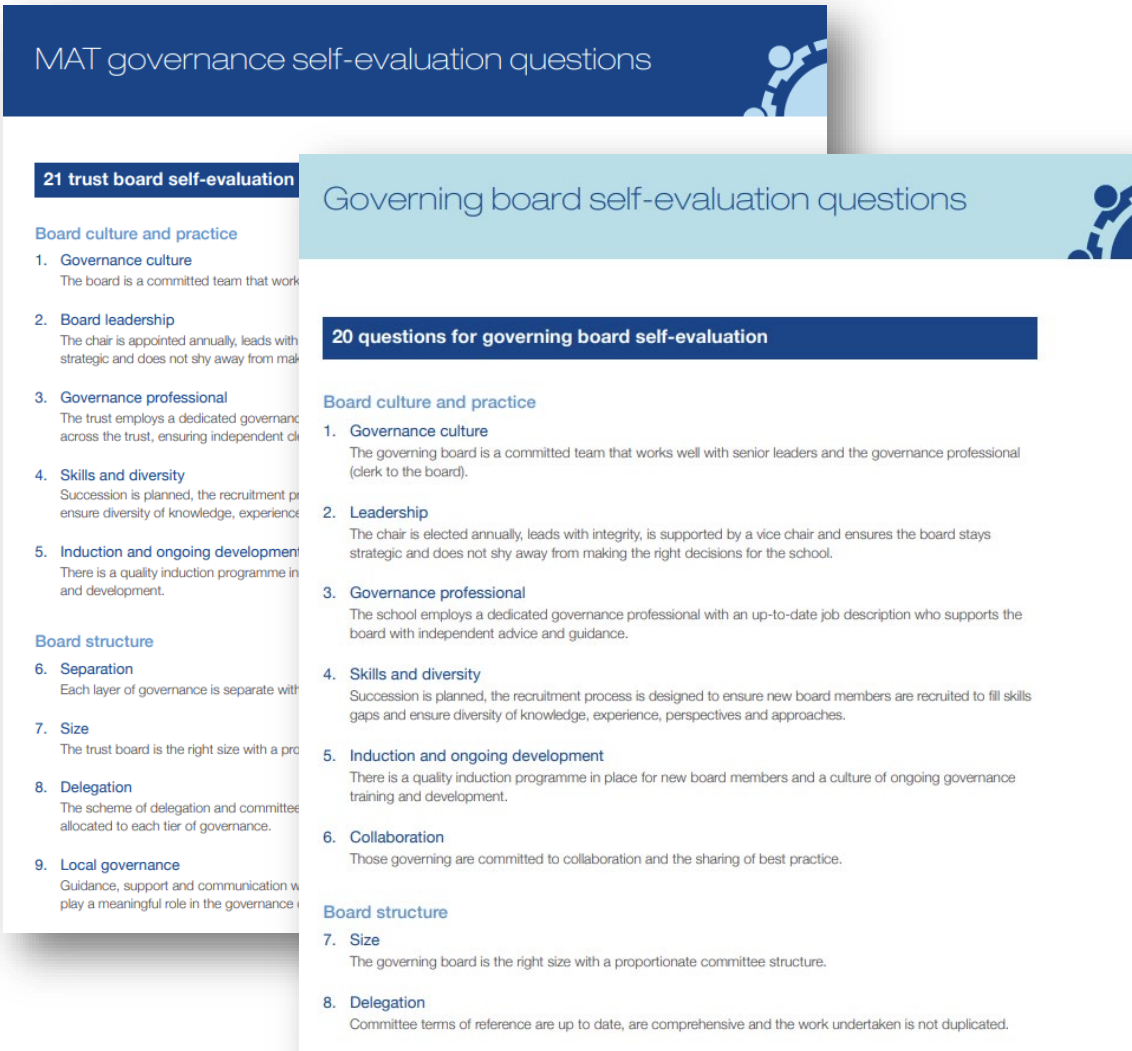 MAT governance self-evaluation questions
21 trust board self-evaluation
Board culture and practice
1. Governance culture
The board is a committed team that work
2. Board leadership
The chair is appointed annually, leads with
strategic and does not shy away from mak
3. Governance professional
The trust employs a dedicated governanc
across the trust, ensuring independent cle
4. Skills and diversity
Succession is planned, the recruitment pr
ensure diversity of knowledge, experience
5. Induction and ongoing development
There is a quality induction programme in
and development.
Board structure
6. Separation
Each layer of governance is separate with
7. Size
The trust board is the right size with a pro
8. Delegation
The scheme of delegation and committee
allocated to each tier of governance.
9. Local governance
Guidance, support and communication w
play a meaningful role in the governance
Governing board self-evaluation questions
20 questions for governing board self-evaluation
Board culture and practice
1. Governance culture
The governing board is a committed team that works well with senior leaders and the governance professional
(clerk to the board).
2. Leadership
The chair is elected annually, leads with integrity, is supported by a vice chair and ensures the board stays
strategic and does not shy away from making the right decisions for the school.
3. Governance professional
The school employs a dedicated governance professional with an up-to-date job description who supports the
board with independent advice and guidance.
4. Skills and diversity
Succession is planned, the recruitment process is designed to ensure new board members are recruited to fill skills
gaps and ensure diversity of knowledge, experience, perspectives and approaches.
5. Induction and ongoing development
There is a quality induction programme in place for new board members and a culture of ongoing governance
training and development.
6. Collaboration
Those governing are committed to collaboration and the sharing of best practice.
Board structure
7. Size
The governing board is the right size with a proportionate committee structure.
8. Delegation
Committee terms of reference are up to date, are comprehensive and the work undertaken is not duplicated.